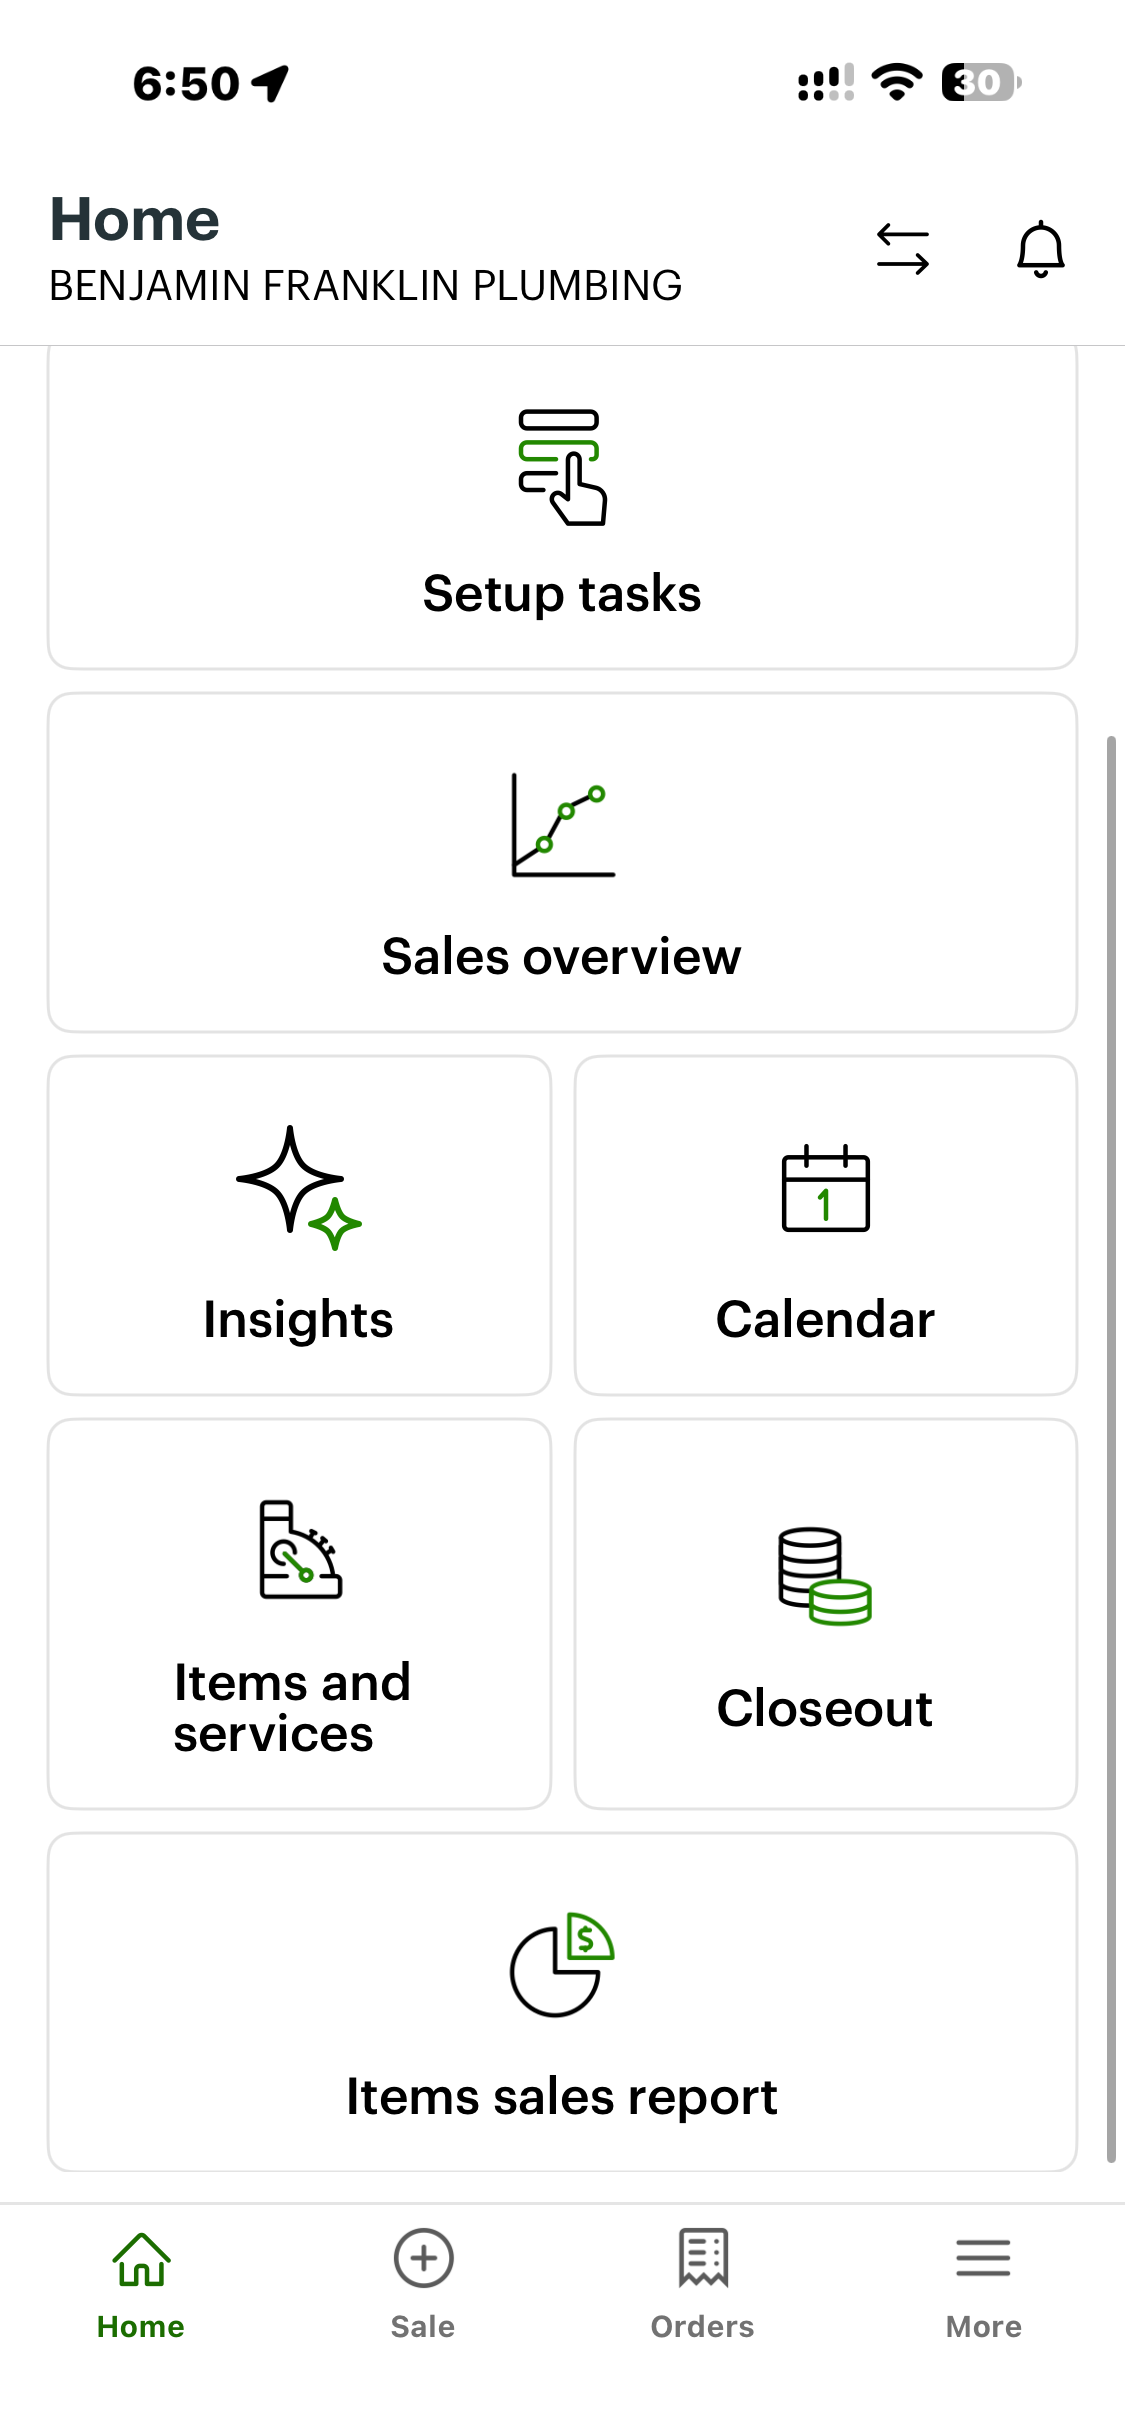 6:50
30
Home
BENJAMIN FRANKLIN PLUMBING
Setup tasks
Sales overview
1
Insights
Calendar
Items and
services
Closeout
$
Items sales report
Home
Sale
Orders
More